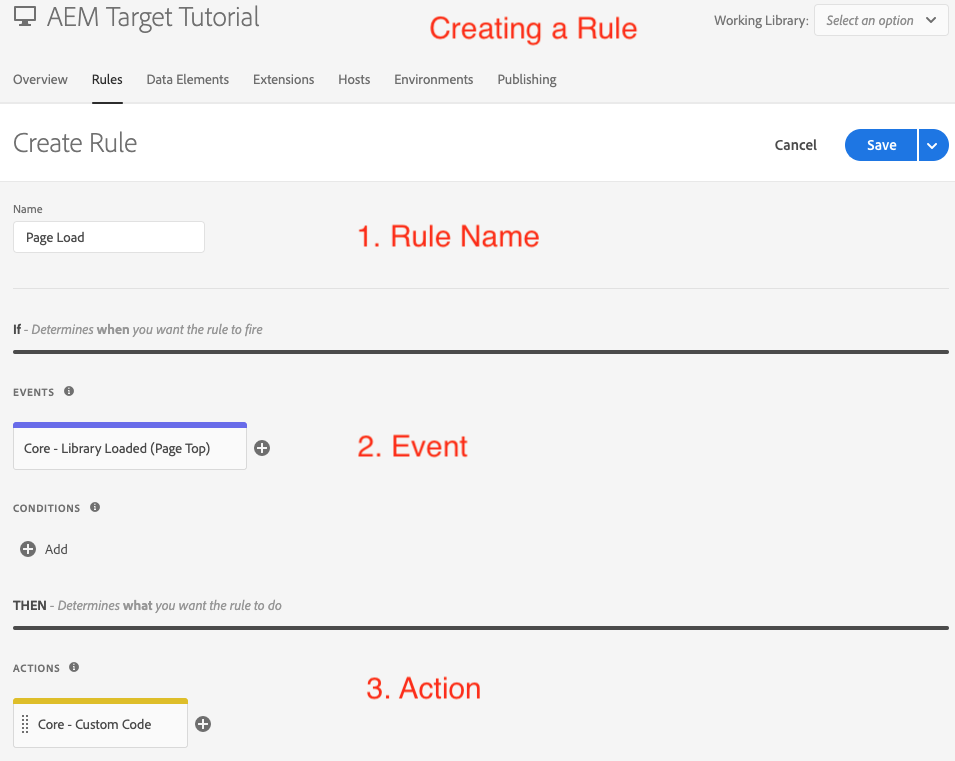 AEM Target Tutorial
Creating a Rule
Working Library: Select an option
Overview Rules Data Elements Extensions Hosts Environments Publishing
Create Rule
Cancel Save
Name
Page Load
1. Rule Name
If - Determines when you want the rule to fire
EVENTS
Core - Library Loaded (Page Top)
2. Event
CONDITIONS
Add
THEN - Determines what you want the rule to do
ACTIONS
3. Action
Core - Custom Code